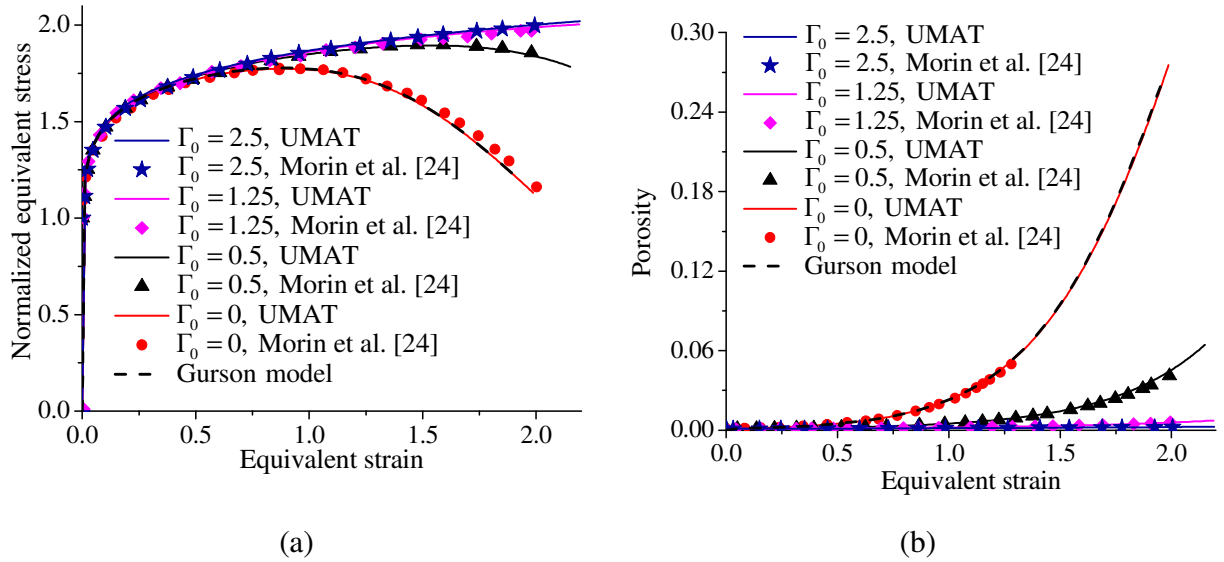 Normalized equivalent stress
2.0
1.5
1.0
0.5
0.0
Γ₀ = 2.5, UMAT
Γ₀ = 2.5, Morin et al. [24]
Γ₀ = 1.25, UMAT
Γ₀ = 1.25, Morin et al. [24]
Γ₀ = 0.5, UMAT
Γ₀ = 0.5, Morin et al. [24]
Γ₀ = 0, UMAT
Γ₀ = 0, Morin et al. [24]
Gurson model
0.0 0.5 1.0 1.5 2.0
Equivalent strain
(a)
Porosity
0.30
0.24
0.18
0.12
0.06
0.00
Γ₀ = 2.5, UMAT
Γ₀ = 2.5, Morin et al. [24]
Γ₀ = 1.25, UMAT
Γ₀ = 1.25, Morin et al. [24]
Γ₀ = 0.5, UMAT
Γ₀ = 0.5, Morin et al. [24]
Γ₀ = 0, UMAT
Γ₀ = 0, Morin et al. [24]
Gurson model
0.0 0.5 1.0 1.5 2.0
Equivalent strain
(b)